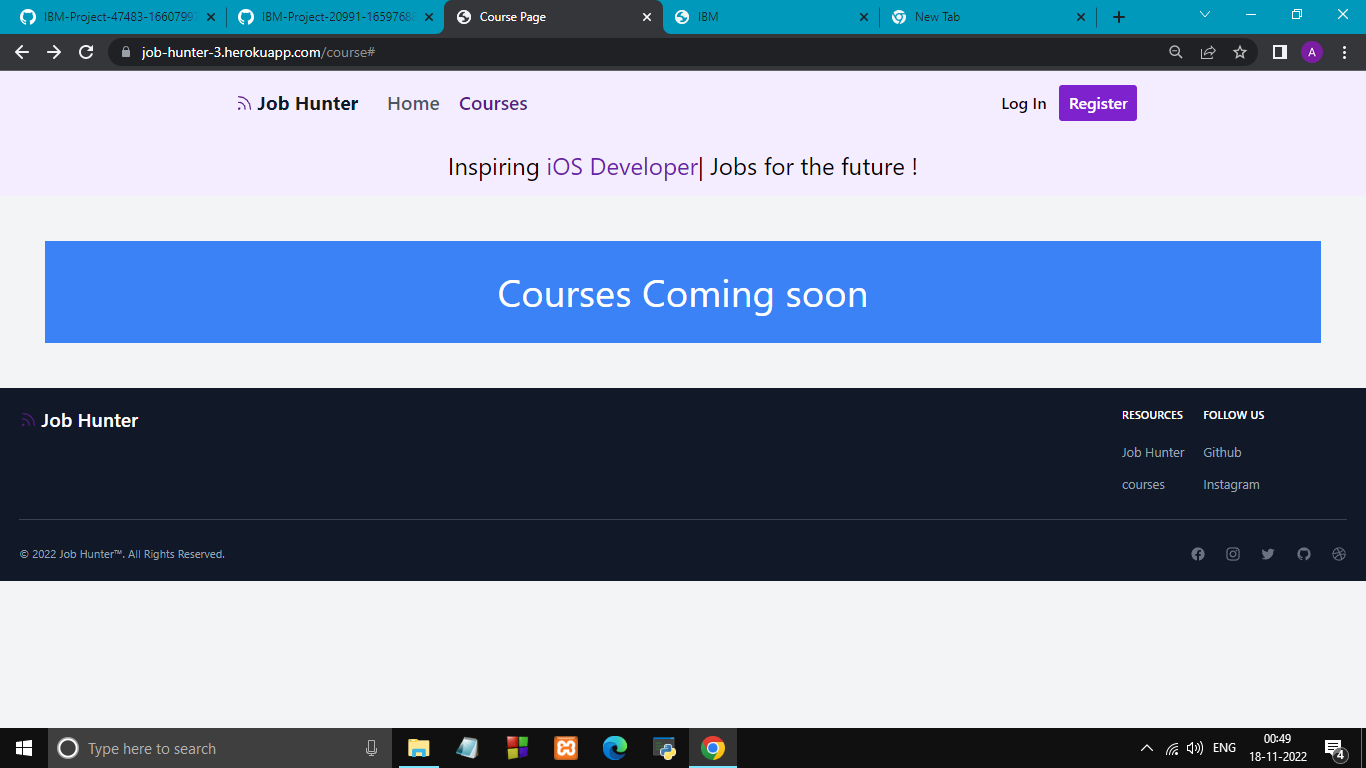 IBM-Project-47483-1660799
IBM-Project-20991-1659768
Course Page
IBM
New Tab
job-hunter-3.herokuapp.com/course#
A
Job Hunter
Home
Courses
Log In
Register
Inspiring iOS Developer| Jobs for the future !
Courses Coming soon
Job Hunter
RESOURCES
FOLLOW US
Job Hunter
Github
courses
Instagram
© 2022 Job Hunter™. All Rights Reserved.
Type here to search
ENG
00:49
18-11-2022
4